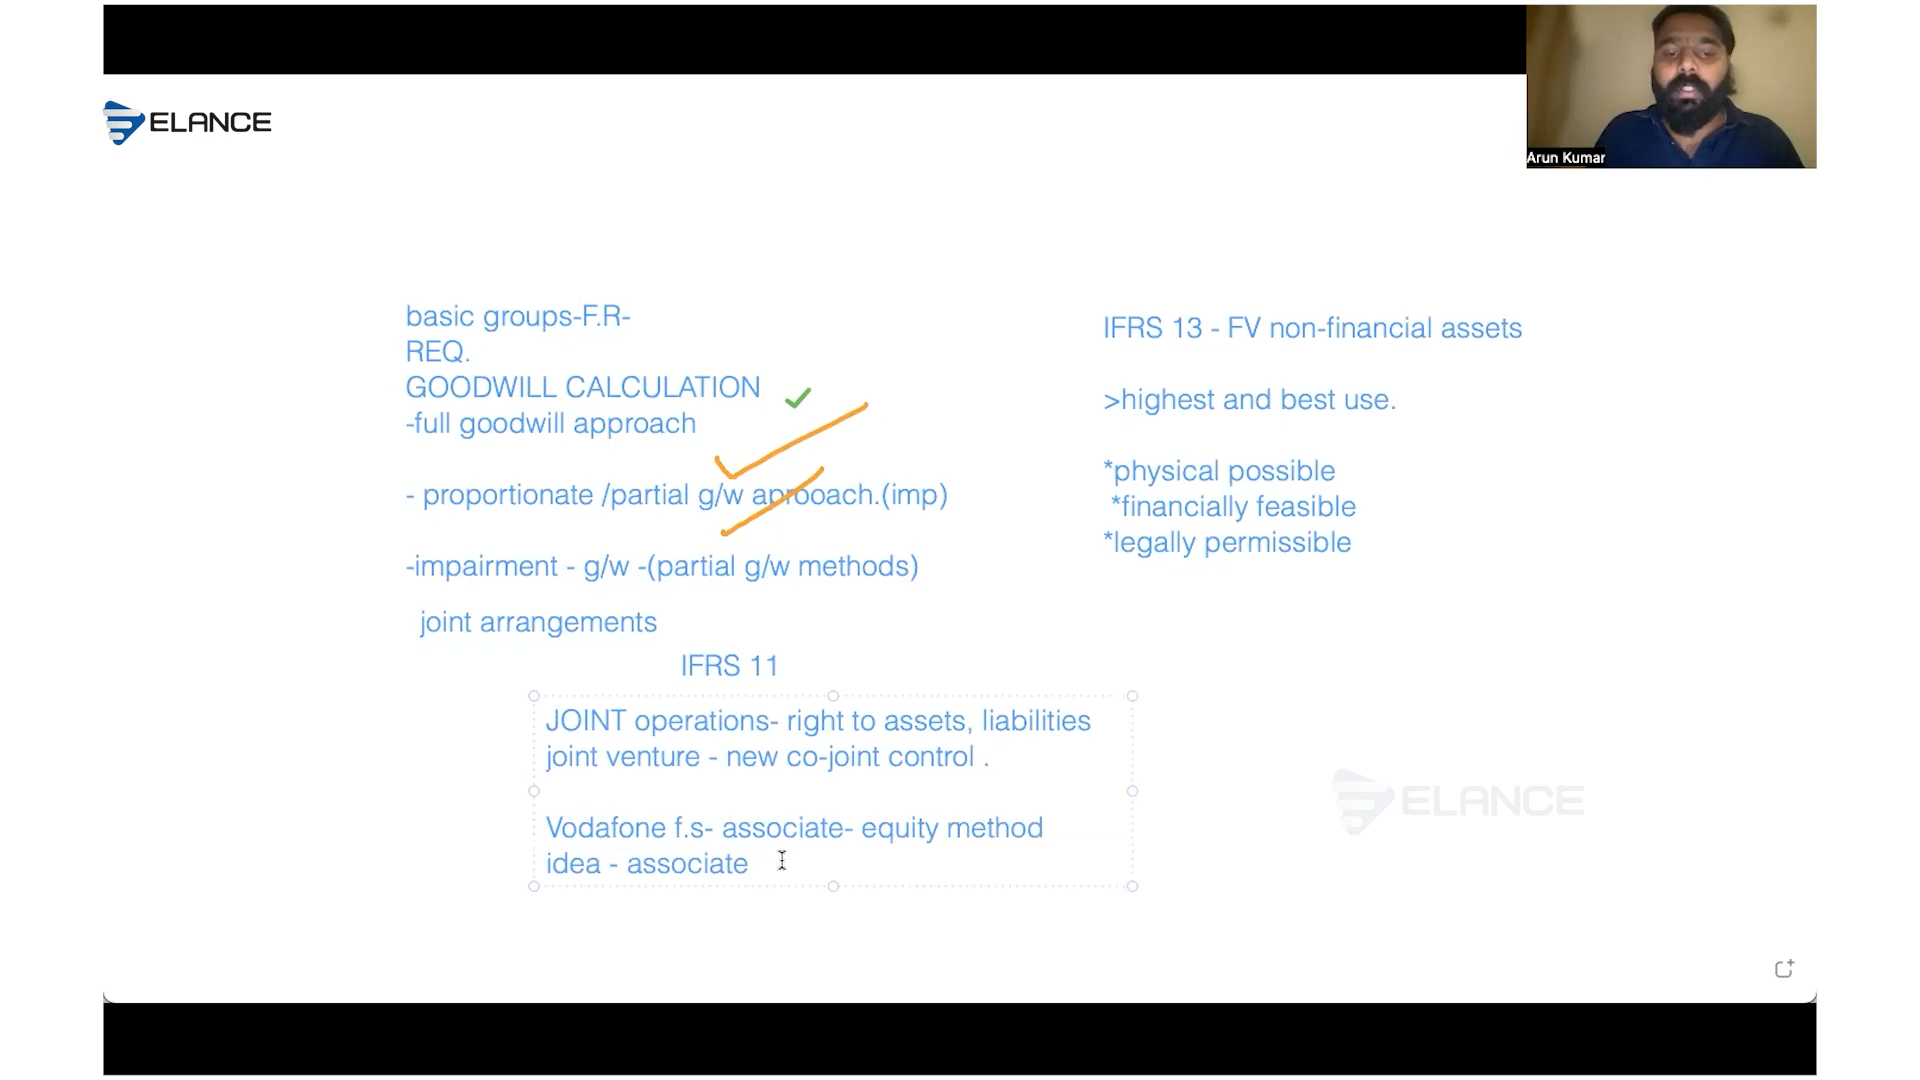 ELANCE
Arun Kumar
basic groups-F.R-
REQ.
GOODWILL CALCULATION
-full goodwill approach
- proportionate /partial g/w aprooach.(imp)
-impairment - g/w -(partial g/w methods)
joint arrangements
IFRS 11
JOINT operations- right to assets, liabilities
joint venture - new co-joint control .
Vodafone f.s- associate- equity method
idea - associate
IFRS 13 - FV non-financial assets
>highest and best use.
*physical possible
*financially feasible
*legally permissible
ELANCE